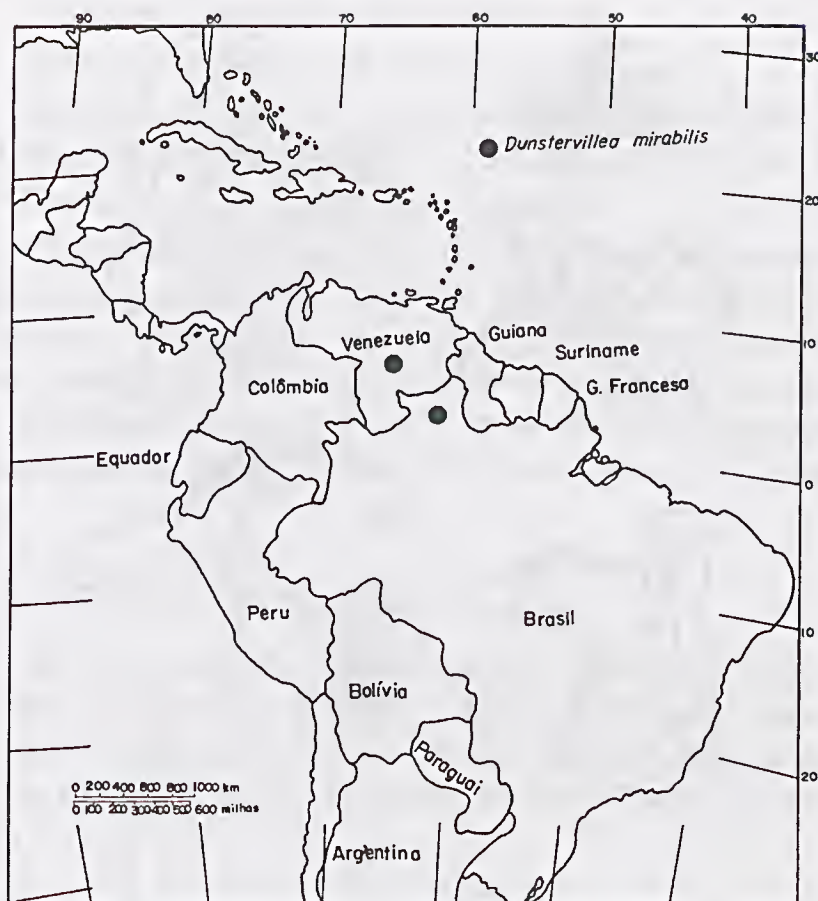 90 80 70 60 50 40
30
Dunstervillea mirabilis
20
10
Venezuela
Guiana
Suriname
Colômbia
G. Francesa
Equador
0
Peru
Brasil
10
Bolívia
Paraguai
20
0 200 400 600 800 1000 km
0 100 200 300 400 500 600 milhas
Argentina